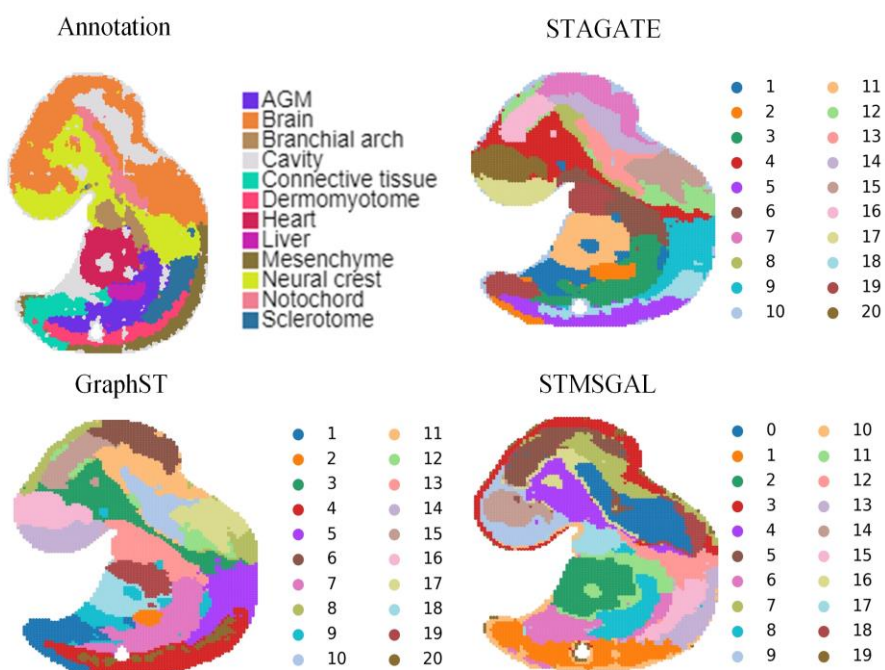 Annotation
AGM
Brain
Branchial arch
Cavity
Connective tissue
Dermomyotome
Heart
Liver
Mesenchyme
Neural crest
Notochord
Sclerotome
STAGATE
1 11
2 12
3 13
4 14
5 15
6 16
7 17
8 18
9 19
10 20
GraphST
1 11
2 12
3 13
4 14
5 15
6 16
7 17
8 18
9 19
10 20
STMSGAL
0 10
1 11
2 12
3 13
4 15
5 15
6 16
7 17
8 18
9 19